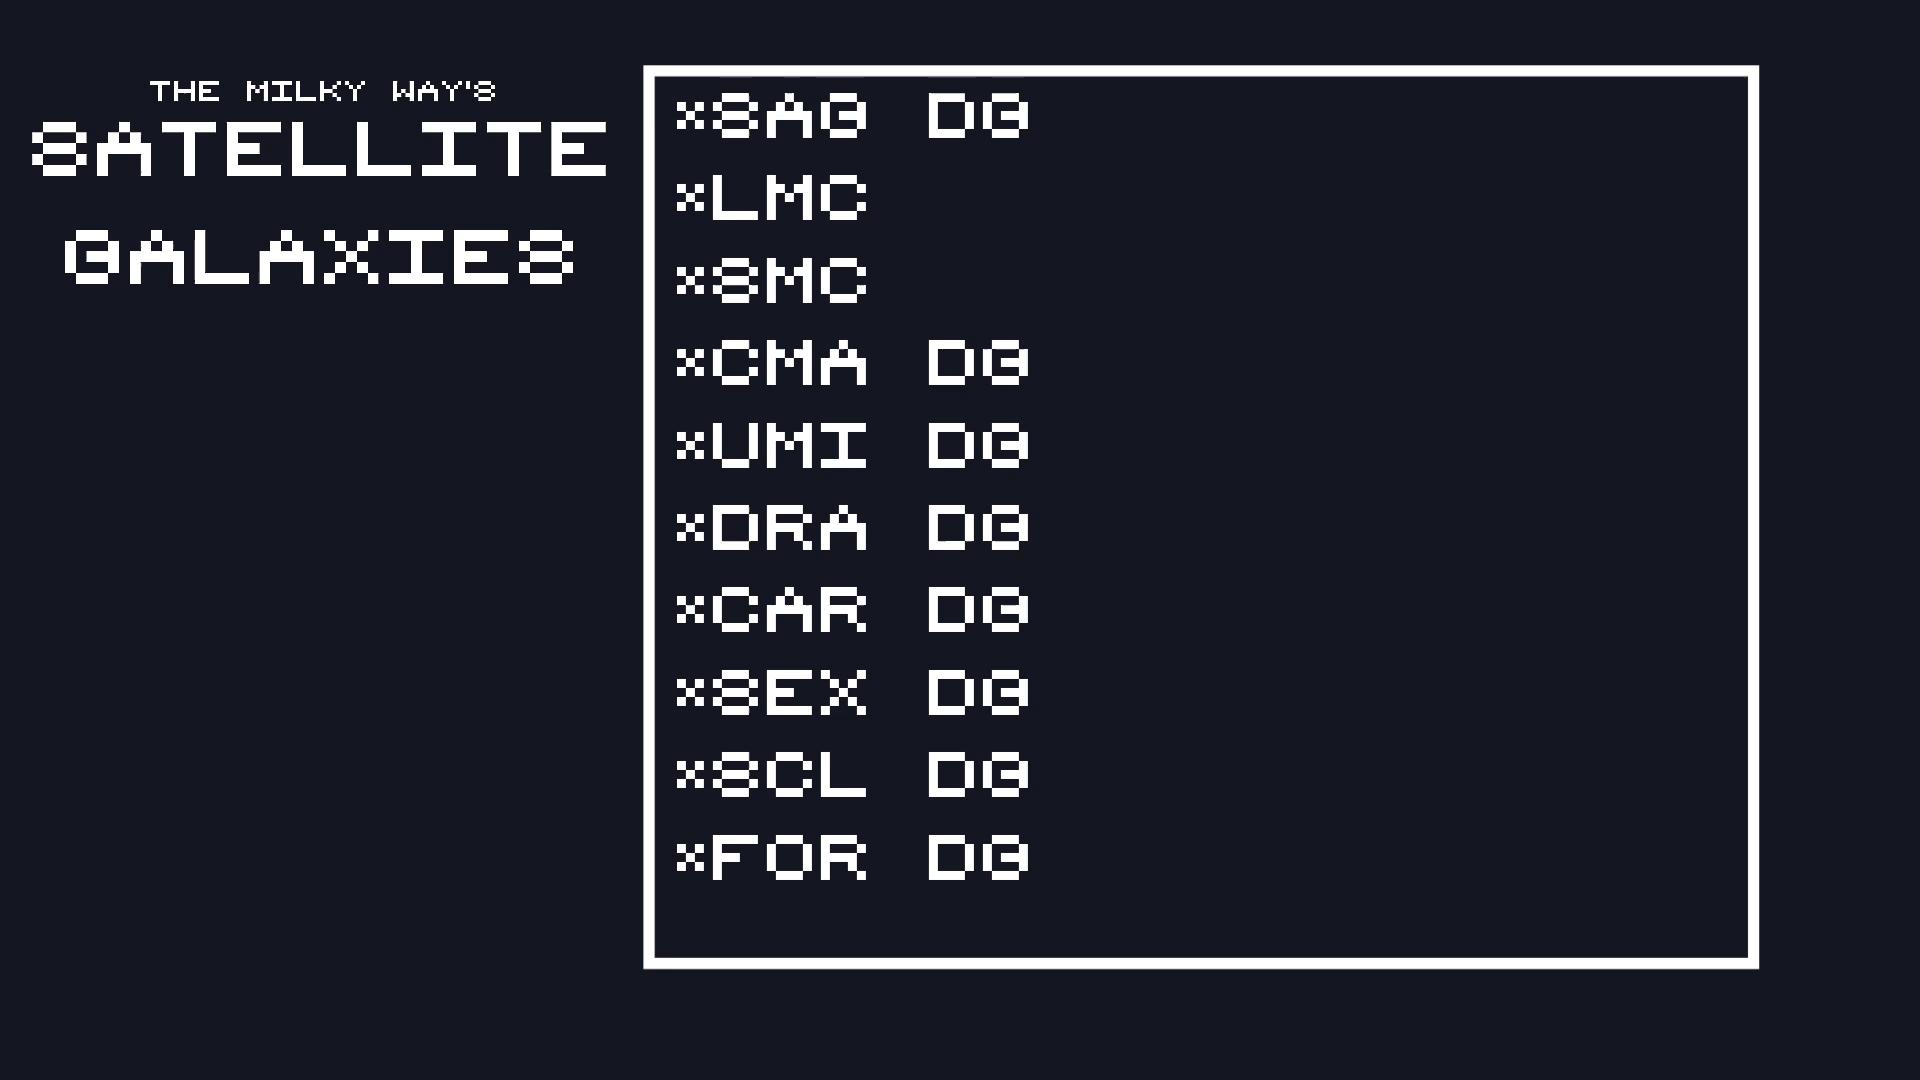 THE MILKY WAY'S
SATELLITE
GALAXIES
×SAG DG
×LMC
×SMC
×CMA DG
×UMI DG
×DRA DG
×CAR DG
×SEX DG
×SCL DG
×FOR DG